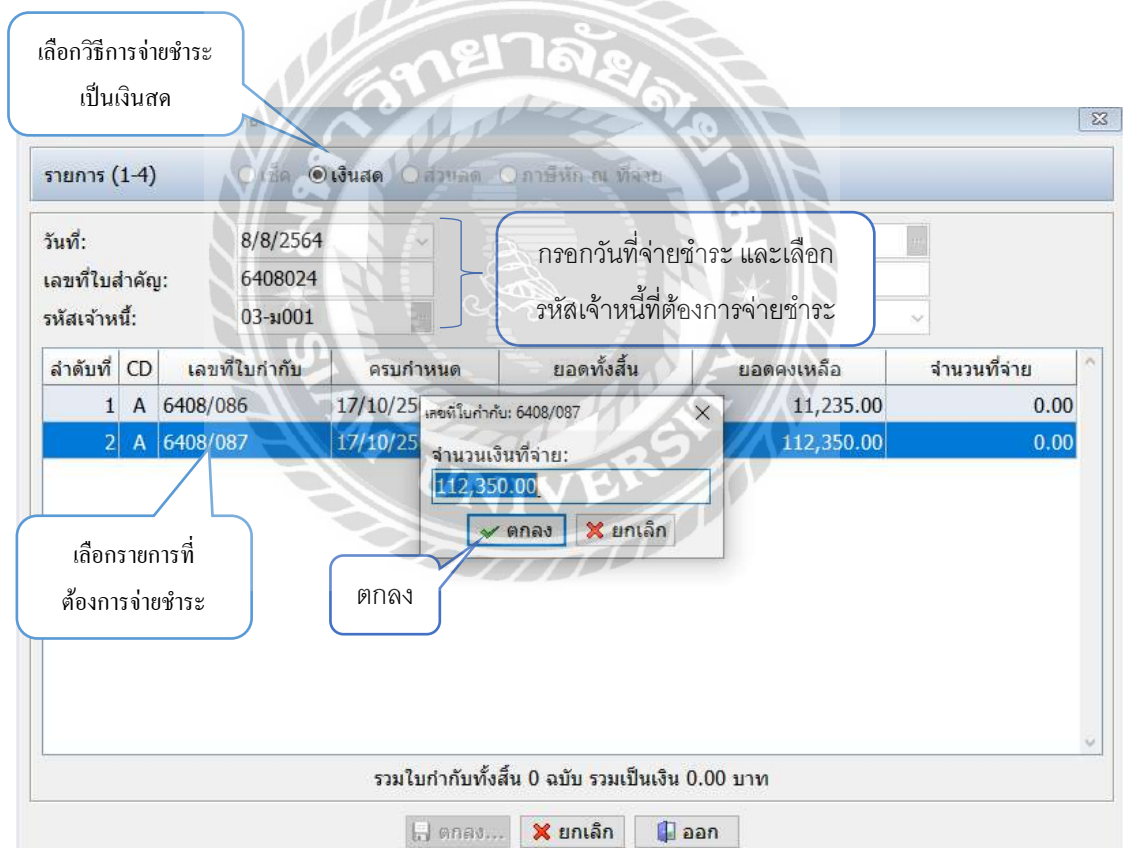 เลือกวิธีการจ่ายชำระ
เป็นเงินสด
รายการ (1-4) เช็ค เงินสด ส่วนลด ภาษีหัก ณ ที่จ่าย
วันที่: 8/8/2564
เลขที่ใบสำคัญ: 6408024
รหัสเจ้าหนี้: 03-ม001
กรอกวันที่จ่ายชำระ และเลือก
รหัสเจ้าหนี้ที่ต้องการจ่ายชำระ
ลำดับที่ CD เลขที่ใบกำกับ ครบกำหนด ยอดทั้งสิ้น ยอดคงเหลือ จำนวนที่จ่าย
1 A 6408/086 17/10/25 11,235.00 0.00
2 A 6408/087 17/10/25 112,350.00 0.00
เลขที่ใบกำกับ: 6408/087
จำนวนเงินที่จ่าย:
112,350.00
ตกลง ยกเลิก
เลือกรายการที่
ต้องการจ่ายชำระ
ตกลง
รวมใบกำกับทั้งสิ้น 0 ฉบับ รวมเป็นเงิน 0.00 บาท
ตกลง... ยกเลิก ออก
มหาวิทยาลัยสยาม
SIAM UNIVERSITY